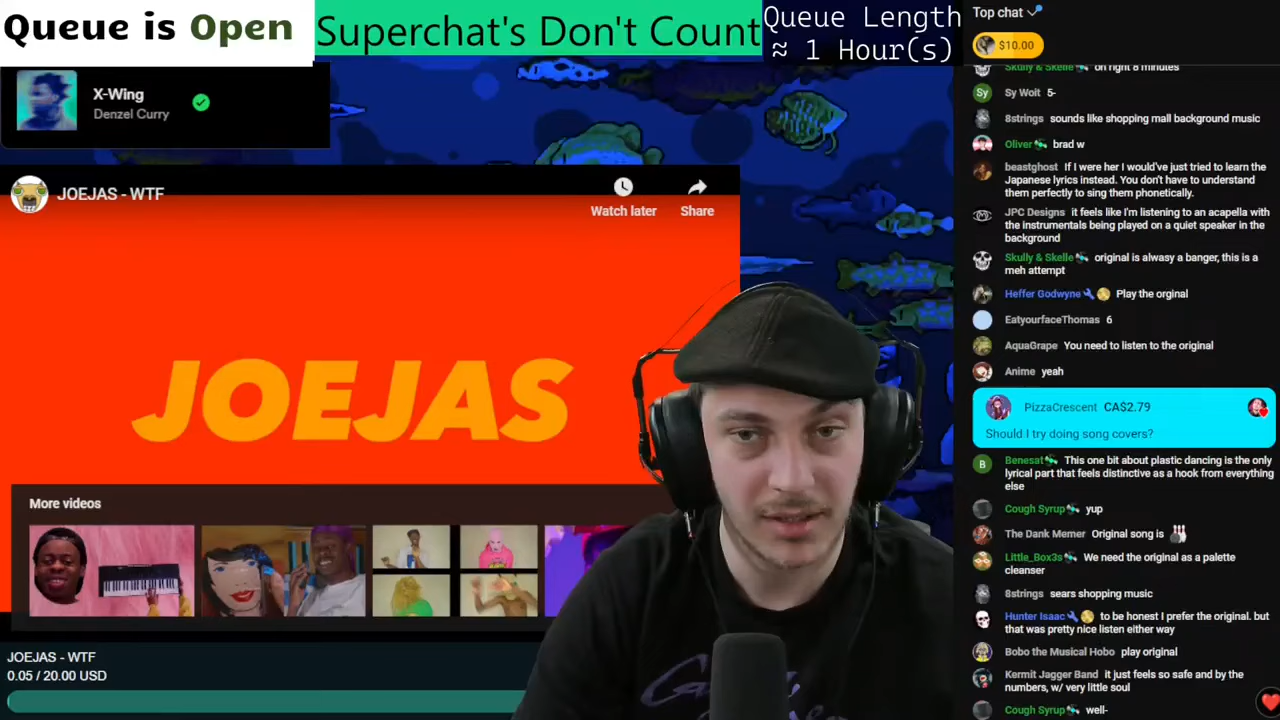 Queue is Open
Superchat's Don't Count
Queue Length
≈ 1 Hour(s)
X-Wing
Denzel Curry
JOEJAS - WTF
Watch later
Share
JOEJAS
More videos
JOEJAS - WTF
0.05 / 20.00 USD
Top chat
$10.00
Skully & Skelle on right 8 minutes
Sy
Sy Woit 5-
8strings sounds like shopping mall background music
Oliver brad w
beastghost If I were her I would've just tried to learn the
Japanese lyrics instead. You don't have to understand
them perfectly to sing them phonetically.
JPC Designs it feels like I'm listening to an acapella with
the instrumentals being played on a quiet speaker in the
background
Skully & Skelle original is alwasy a banger, this is a
meh attempt
Heffer Godwyne Play the orginal
EatyourfaceThomas 6
AquaGrape You need to listen to the original
Anime yeah
PizzaCrescent CA$2.79
Should I try doing song covers?
B
Benesat This one bit about plastic dancing is the only
lyrical part that feels distinctive as a hook from everything
else
Cough Syrup yup
The Dank Memer Original song is 🎳
Little_Box3s We need the original as a palette
cleanser
8strings sears shopping music
Hunter Isaac to be honest I prefer the original. but
that was pretty nice listen either way
Bobo the Musical Hobo play original
Kermit Jagger Band it just feels so safe and by the
numbers, w/ very little soul
Cough Syrup well-